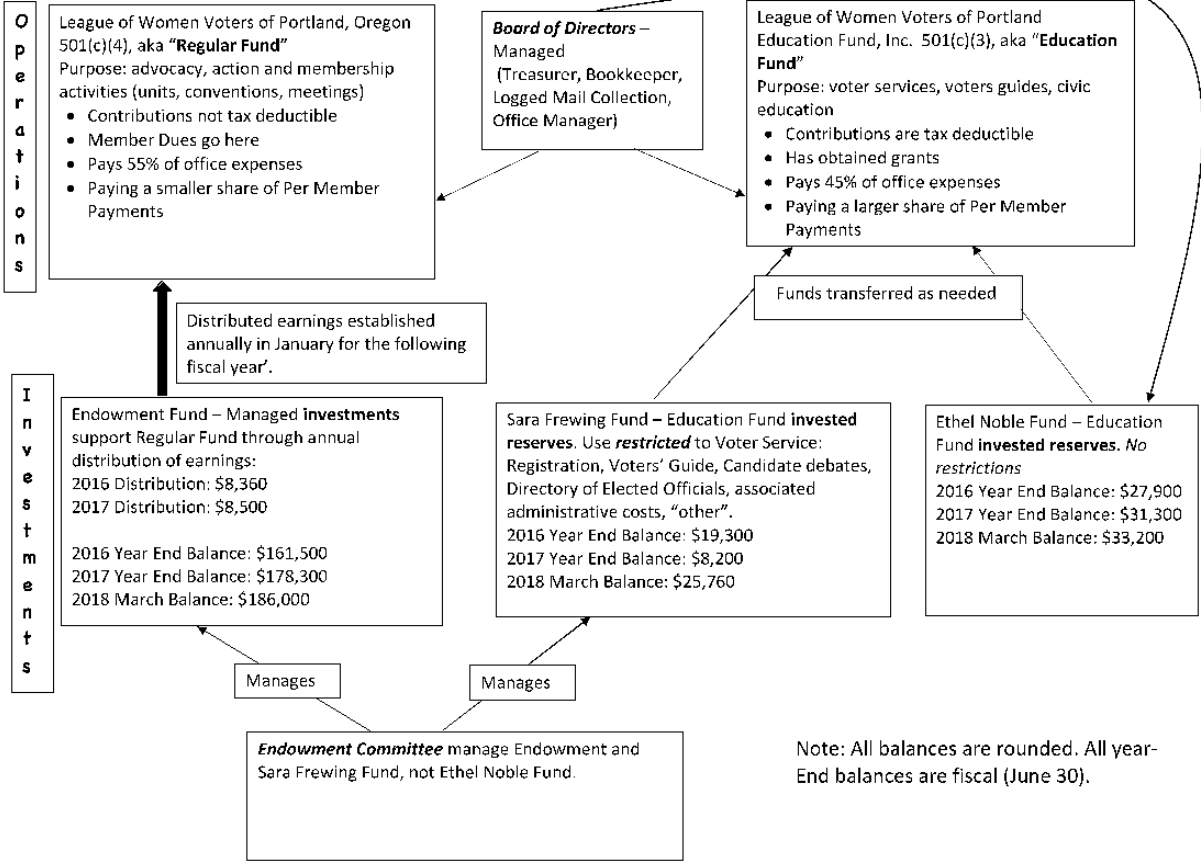 Operations
League of Women Voters of Portland, Oregon
501(c)(4), aka “Regular Fund”
Purpose: advocacy, action and membership
activities (units, conventions, meetings)
• Contributions not tax deductible
• Member Dues go here
• Pays 55% of office expenses
• Paying a smaller share of Per Member
Payments
Board of Directors –
Managed
(Treasurer, Bookkeeper,
Logged Mail Collection,
Office Manager)
League of Women Voters of Portland
Education Fund, Inc. 501(c)(3), aka “Education
Fund”
Purpose: voter services, voters guides, civic
education
• Contributions are tax deductible
• Has obtained grants
• Pays 45% of office expenses
• Paying a larger share of Per Member
Payments
Distributed earnings established
annually in January for the following
fiscal year’.
Funds transferred as needed
Investments
Endowment Fund – Managed investments
support Regular Fund through annual
distribution of earnings:
2016 Distribution: $8,360
2017 Distribution: $8,500
2016 Year End Balance: $161,500
2017 Year End Balance: $178,300
2018 March Balance: $186,000
Sara Frewing Fund – Education Fund invested
reserves. Use restricted to Voter Service:
Registration, Voters’ Guide, Candidate debates,
Directory of Elected Officials, associated
administrative costs, “other”.
2016 Year End Balance: $19,300
2017 Year End Balance: $8,200
2018 March Balance: $25,760
Ethel Noble Fund – Education
Fund invested reserves. No
restrictions
2016 Year End Balance: $27,900
2017 Year End Balance: $31,300
2018 March Balance: $33,200
Manages
Manages
Endowment Committee manage Endowment and
Sara Frewing Fund, not Ethel Noble Fund.
Note: All balances are rounded. All year-
End balances are fiscal (June 30).